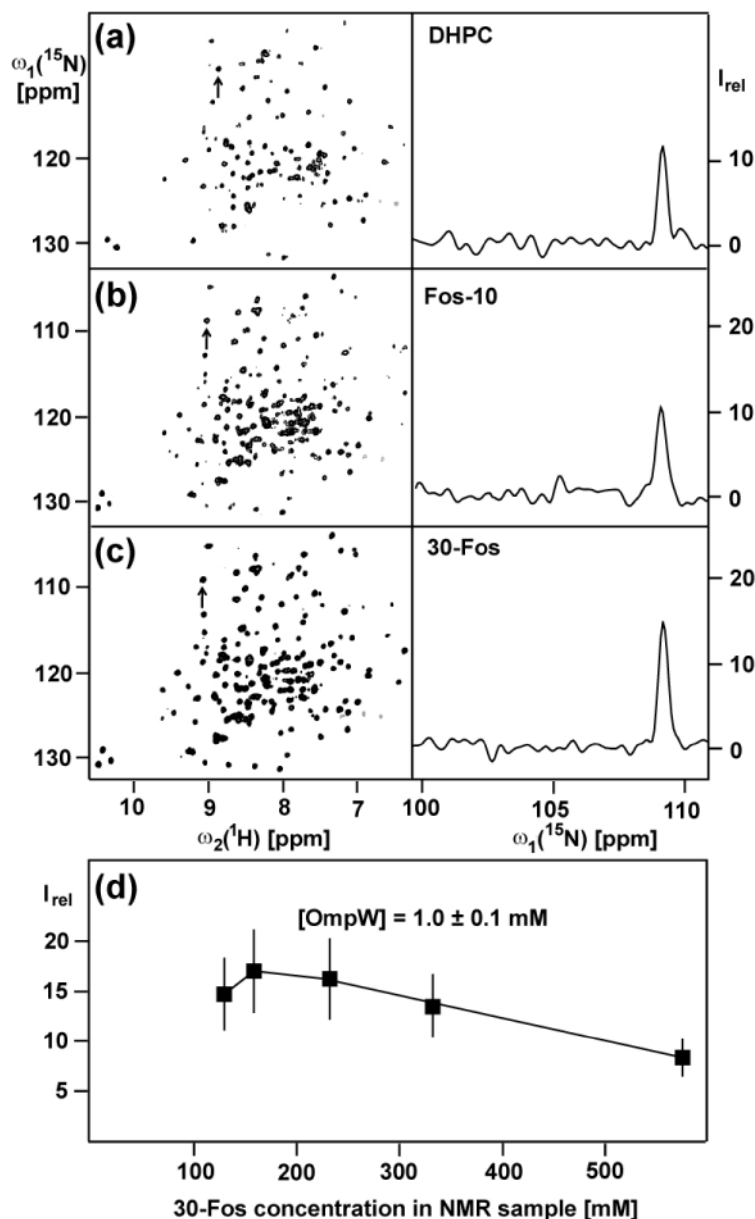 (a)
ω1(15N)
[ppm]
120
130
DHPC
Irel
10
0
(b)
110
120
130
Fos-10
20
10
0
(c)
110
120
130
30-Fos
20
10
0
10 9 8 7
ω2(1H) [ppm]
100 105 110
ω1(15N) [ppm]
(d)
Irel
[OmpW] = 1.0 ± 0.1 mM
20
15
10
5
100 200 300 400 500
30-Fos concentration in NMR sample [mM]